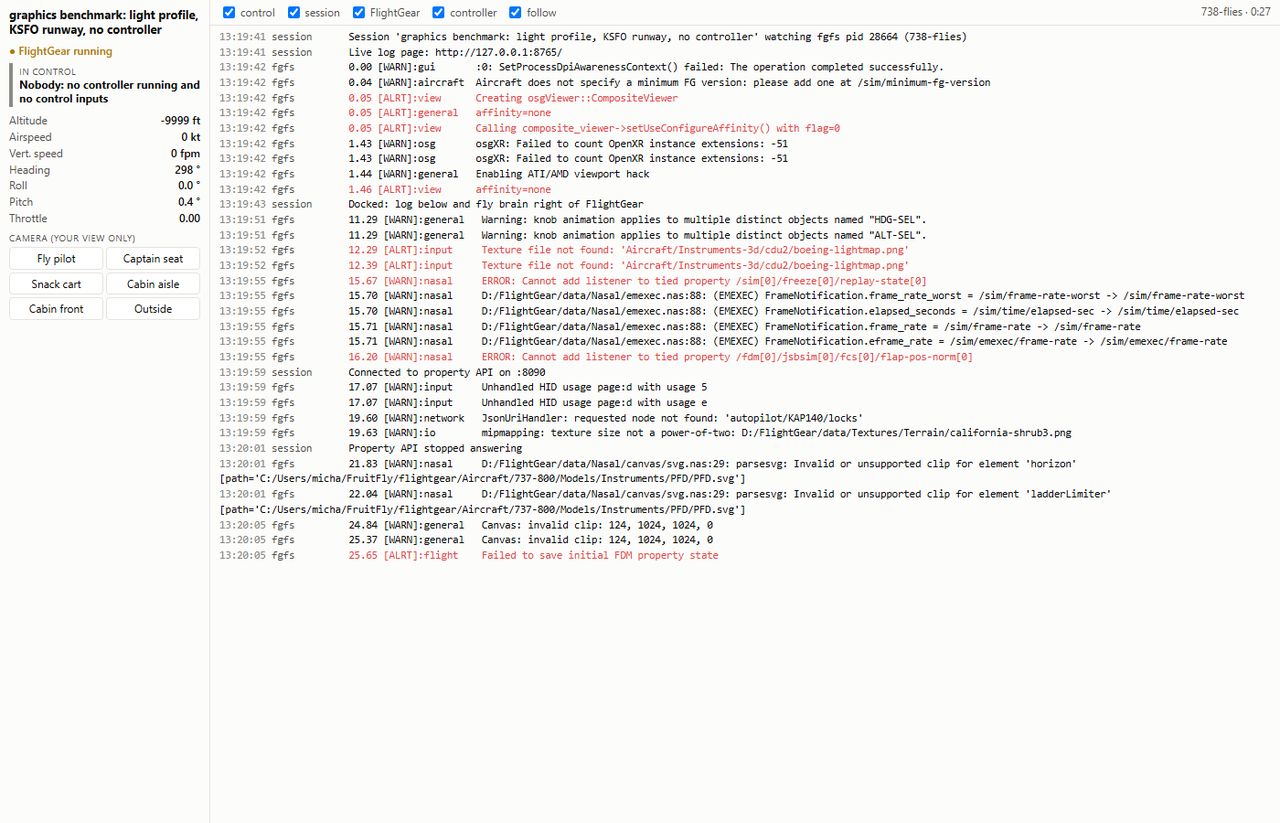 graphics benchmark: light profile,
KSFO runway, no controller
● FlightGear running
IN CONTROL
Nobody: no controller running and
no control inputs
Altitude -9999 ft
Airspeed 0 kt
Vert. speed 0 fpm
Heading 298 °
Roll 0.0 °
Pitch 0.4 °
Throttle 0.00
CAMERA (YOUR VIEW ONLY)
Fly pilot Captain seat
Snack cart Cabin aisle
Cabin front Outside
control session FlightGear controller follow 738-flies · 0:27
13:19:41 session Session 'graphics benchmark: light profile, KSFO runway, no controller' watching fgfs pid 28664 (738-flies)
13:19:41 session Live log page: http://127.0.0.1:8765/
13:19:42 fgfs 0.00 [WARN]:gui :0: SetProcessDpiAwarenessContext() failed: The operation completed successfully.
13:19:42 fgfs 0.04 [WARN]:aircraft Aircraft does not specify a minimum FG version: please add one at /sim/minimum-fg-version
13:19:42 fgfs 0.05 [ALRT]:view Creating osgViewer::CompositeViewer
13:19:42 fgfs 0.05 [ALRT]:general affinity=none
13:19:42 fgfs 0.05 [ALRT]:view Calling composite_viewer->setUseConfigureAffinity() with flag=0
13:19:42 fgfs 1.43 [WARN]:osg osgXR: Failed to count OpenXR instance extensions: -51
13:19:42 fgfs 1.43 [WARN]:osg osgXR: Failed to count OpenXR instance extensions: -51
13:19:42 fgfs 1.44 [WARN]:general Enabling ATI/AMD viewport hack
13:19:42 fgfs 1.46 [ALRT]:view affinity=none
13:19:43 session Docked: log below and fly brain right of FlightGear
13:19:51 fgfs 11.29 [WARN]:general Warning: knob animation applies to multiple distinct objects named "HDG-SEL".
13:19:51 fgfs 11.29 [WARN]:general Warning: knob animation applies to multiple distinct objects named "ALT-SEL".
13:19:52 fgfs 12.29 [ALRT]:input Texture file not found: 'Aircraft/Instruments-3d/cdu2/boeing-lightmap.png'
13:19:52 fgfs 12.39 [ALRT]:input Texture file not found: 'Aircraft/Instruments-3d/cdu2/boeing-lightmap.png'
13:19:55 fgfs 15.67 [ALRT]:nasal ERROR: Cannot add listener to tied property /sim[0]/freeze[0]/replay-state[0]
13:19:55 fgfs 15.70 [WARN]:nasal D:/FlightGear/data/Nasal/emexec.nas:88: (EMEXEC) FrameNotification.frame_rate_worst = /sim/frame-rate-worst -> /sim/frame-rate-worst
13:19:55 fgfs 15.70 [WARN]:nasal D:/FlightGear/data/Nasal/emexec.nas:88: (EMEXEC) FrameNotification.elapsed_seconds = /sim/time/elapsed-sec -> /sim/time/elapsed-sec
13:19:55 fgfs 15.71 [WARN]:nasal D:/FlightGear/data/Nasal/emexec.nas:88: (EMEXEC) FrameNotification.frame_rate = /sim/frame-rate -> /sim/frame-rate
13:19:55 fgfs 15.71 [WARN]:nasal D:/FlightGear/data/Nasal/emexec.nas:88: (EMEXEC) FrameNotification.eframe_rate = /sim/emexec/frame-rate -> /sim/emexec/frame-rate
13:19:55 fgfs 16.20 [ALRT]:nasal ERROR: Cannot add listener to tied property /fdm[0]/jsbsim[0]/fcs[0]/flap-pos-norm[0]
13:19:59 session Connected to property API on :8090
13:19:59 fgfs 17.07 [WARN]:input Unhandled HID usage page:d with usage 5
13:19:59 fgfs 17.07 [WARN]:input Unhandled HID usage page:d with usage e
13:19:59 fgfs 19.60 [WARN]:network JsonUriHandler: requested node not found: 'autopilot/KAP140/locks'
13:19:59 fgfs 19.63 [WARN]:io mipmapping: texture size not a power-of-two: D:/FlightGear/data/Textures/Terrain/california-shrub3.png
13:20:01 session Property API stopped answering
13:20:01 fgfs 21.83 [WARN]:nasal D:/FlightGear/data/Nasal/canvas/svg.nas:29: parsesvg: Invalid or unsupported clip for element 'horizon'
[path='C:/Users/micha/FruitFly/flightgear/Aircraft/737-800/Models/Instruments/PFD/PFD.svg']
13:20:01 fgfs 22.04 [WARN]:nasal D:/FlightGear/data/Nasal/canvas/svg.nas:29: parsesvg: Invalid or unsupported clip for element 'ladderLimiter'
[path='C:/Users/micha/FruitFly/flightgear/Aircraft/737-800/Models/Instruments/PFD/PFD.svg']
13:20:05 fgfs 24.84 [WARN]:general Canvas: invalid clip: 124, 1024, 1024, 0
13:20:05 fgfs 25.37 [WARN]:general Canvas: invalid clip: 124, 1024, 1024, 0
13:20:05 fgfs 25.65 [ALRT]:flight Failed to save initial FDM property state